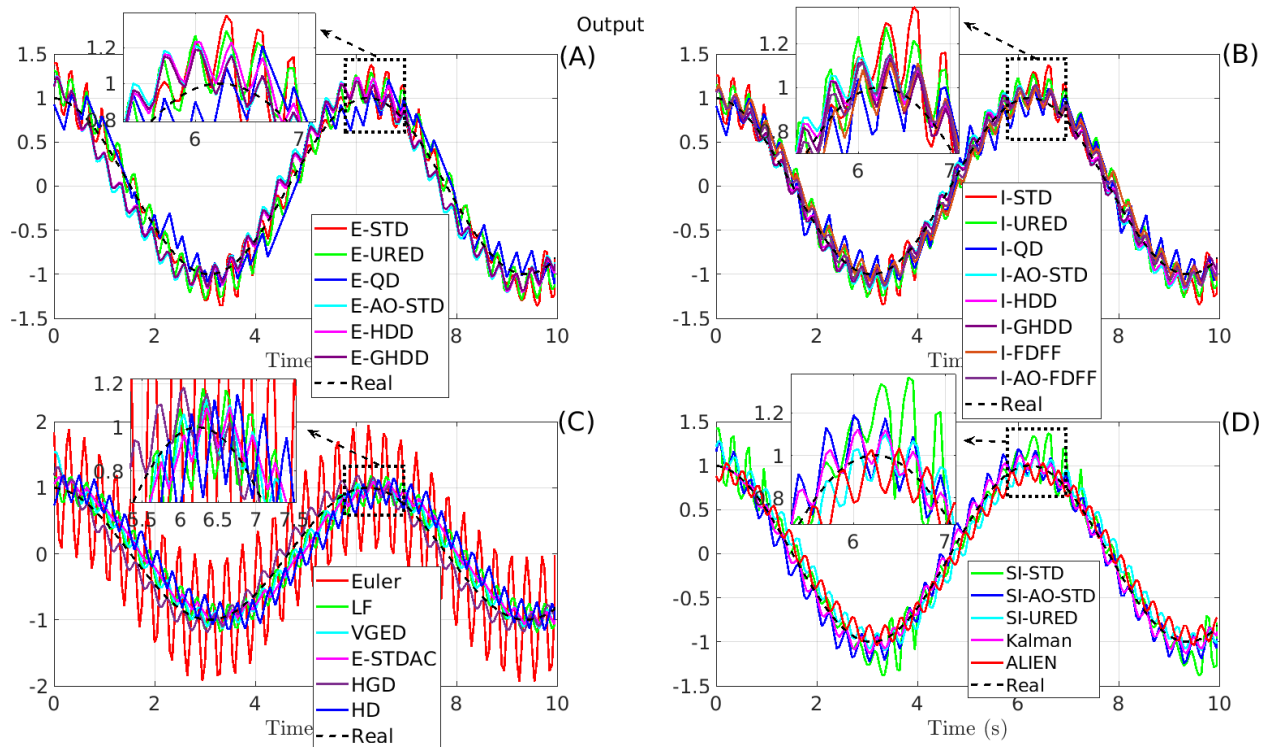 Output
(A)
1.5
1
0.5
0
-0.5
-1
-1.5
0 2 4 6 8 10
Time
1.2
1
0.8
6 7
E-STD
E-URED
E-QD
E-AO-STD
E-HDD
E-GHDD
Real
(B)
1.5
1
0.5
0
-0.5
-1
-1.5
0 2 4 6 8 10
Time
1.2
1
0.8
6 7
I-STD
I-URED
I-QD
I-AO-STD
I-HDD
I-GHDD
I-FDFF
I-AO-FDFF
Real
(C)
2
1
0
-1
-2
0 2 4 6 8 10
Time
1.2
1
0.8
5.5 6 6.5 7 7.5
Euler
LF
VGED
E-STDAC
HGD
HD
Real
(D)
1.5
1
0.5
0
-0.5
-1
-1.5
0 2 4 6 8 10
Time (s)
1.2
1
0.8
6 7
SI-STD
SI-AO-STD
SI-URED
Kalman
ALIEN
Real